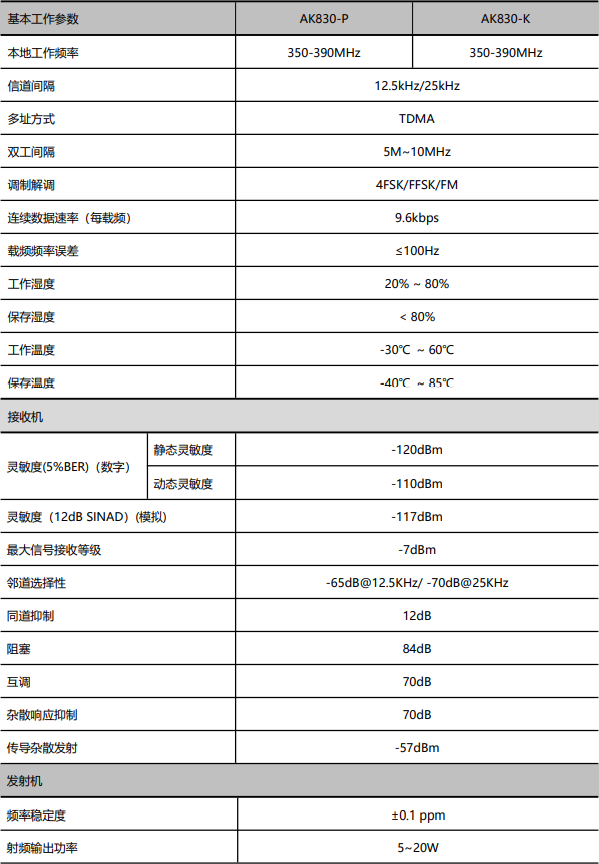 基本工作参数 AK830-P AK830-K
本地工作频率 350-390MHz 350-390MHz
信道间隔 12.5kHz/25kHz
多址方式 TDMA
双工间隔 5M~10MHz
调制解调 4FSK/FFSK/FM
连续数据速率（每载频） 9.6kbps
载频频率误差 ≤100Hz
工作湿度 20% ~ 80%
保存湿度 < 80%
工作温度 -30℃ ~ 60℃
保存温度 -40℃ ~ 85℃
接收机
灵敏度(5%BER)（数字） 静态灵敏度 -120dBm
动态灵敏度 -110dBm
灵敏度（12dB SINAD）(模拟) -117dBm
最大信号接收等级 -7dBm
邻道选择性 -65dB@12.5KHz/ -70dB@25KHz
同道抑制 12dB
阻塞 84dB
互调 70dB
杂散响应抑制 70dB
传导杂散发射 -57dBm
发射机
频率稳定度 ±0.1 ppm
射频输出功率 5~20W